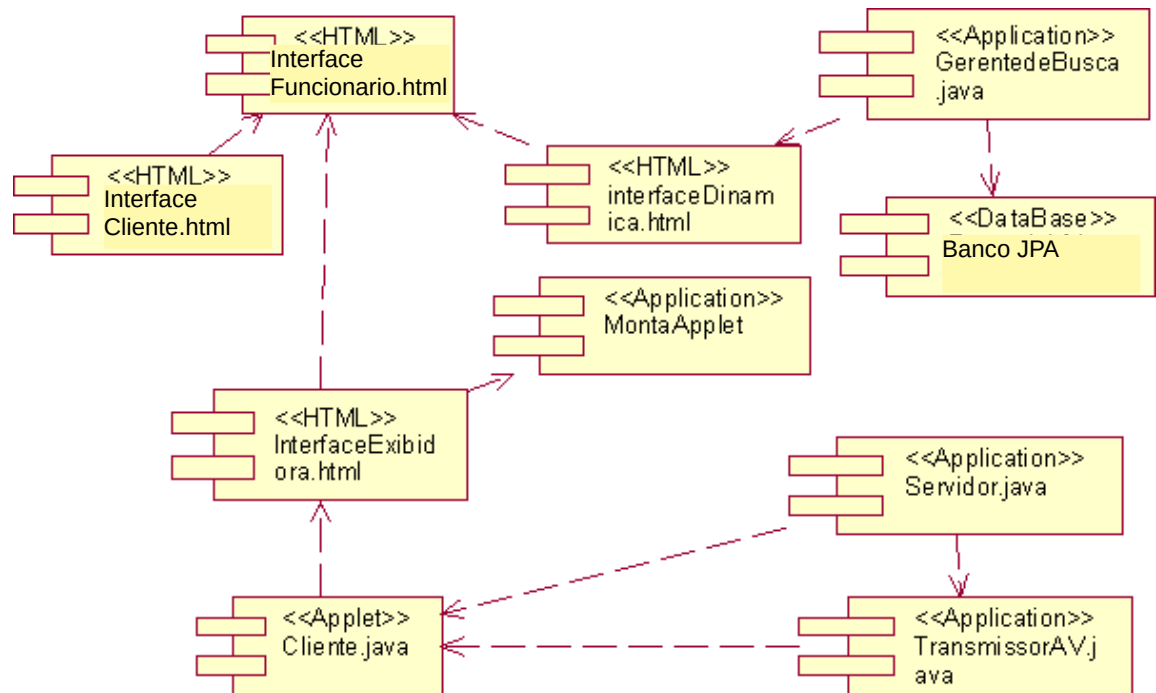 <<HTML>>
Interface
Funcionario.html
<<Application>>
GerentedeBusca
.java
<<HTML>>
Interface
Cliente.html
<<HTML>>
interfaceDinam
ica.html
<<DataBase>>
Banco JPA
<<Application>>
MontaApplet
<<HTML>>
InterfaceExibid
ora.html
<<Application>>
Servidor.java
<<Applet>>
Cliente.java
<<Application>>
TransmissorAV.j
ava